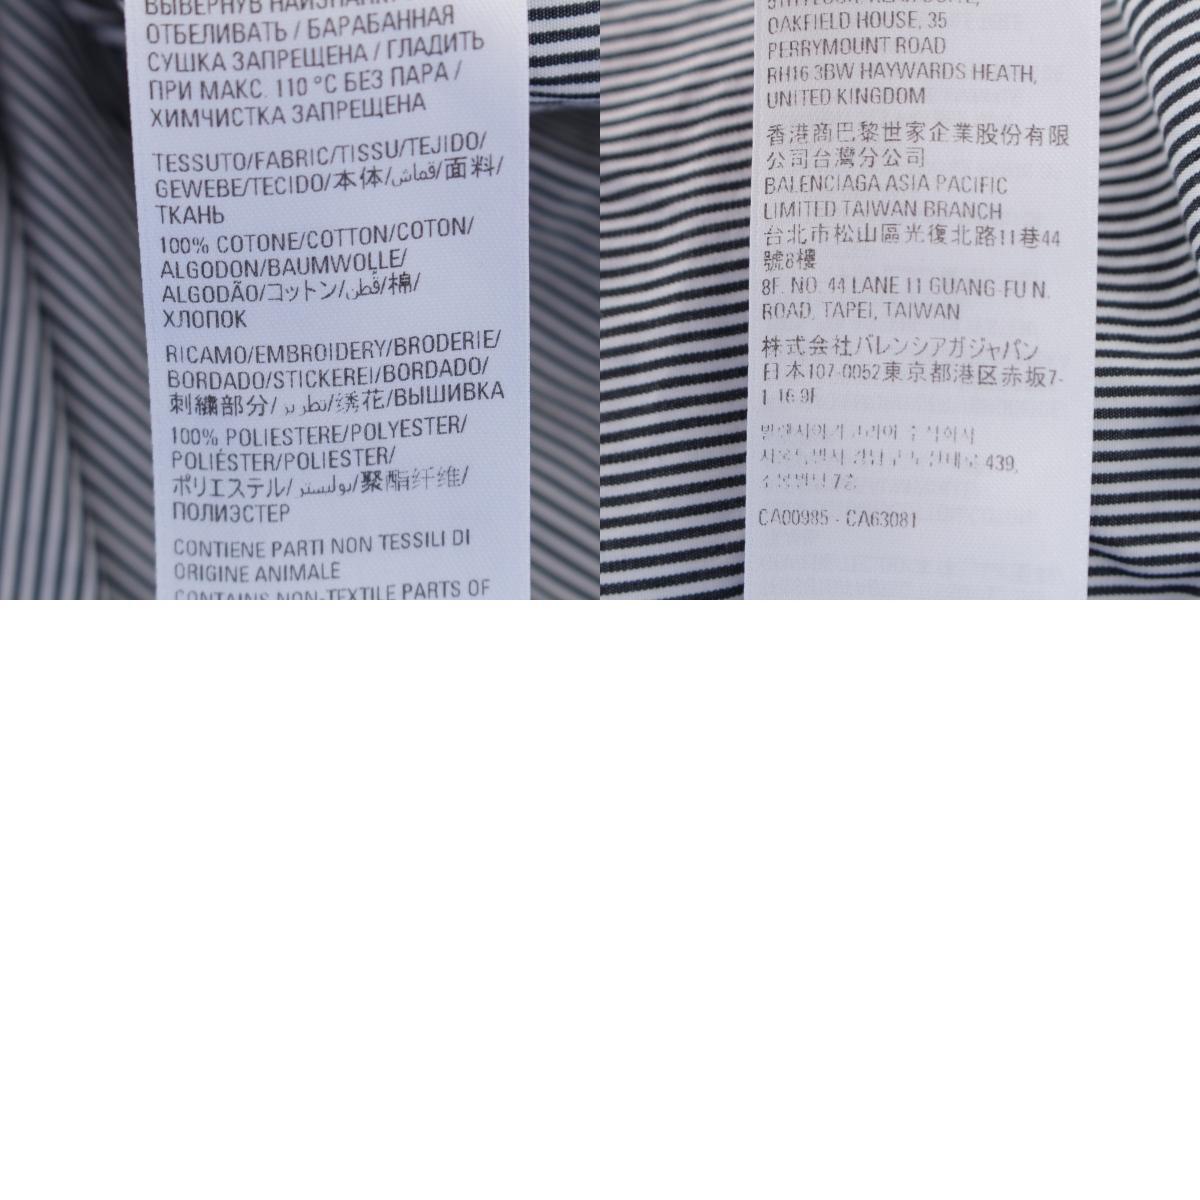 ВЫВЕРНУВ НАИЗНАНКУ
ОТБЕЛИВАТЬ / БАРАБАННАЯ
СУШКА ЗАПРЕЩЕНА / ГЛАДИТЬ
ПРИ МАКС. 110 °C БЕЗ ПАРА /
ХИМЧИСТКА ЗАПРЕЩЕНА
TESSUTO/FABRIC/TISSU/TEJIDO/
GEWEBE/TECIDO/本体/قماش/面料/
ТКАНЬ
100% COTONE/COTTON/COTON/
ALGODON/BAUMWOLLE/
ALGODÃO/コットン/قطن/棉/
ХЛОПОК
RICAMO/EMBROIDERY/BRODERIE/
BORDADO/STICKEREI/BORDADO/
刺繍部分/تطريز/绣花/ВЫШИВКА
100% POLIESTERE/POLYESTER/
POLIÉSTER/POLIESTER/
ポリエステル/بوليستر/聚酯纤维/
ПОЛИЭСТЕР
CONTIENE PARTI NON TESSILI DI
ORIGINE ANIMALE
CONTAINS NON-TEXTILE PARTS OF
OAKFIELD HOUSE, 35
PERRYMOUNT ROAD
RH16 3BW HAYWARDS HEATH,
UNITED KINGDOM
香港商巴黎世家企業股份有限
公司台灣分公司
BALENCIAGA ASIA PACIFIC
LIMITED TAIWAN BRANCH
台北市松山區光復北路11巷44
號8樓
8F. NO. 44 LANE 11 GUANG-FU N.
ROAD, TAPEI, TAIWAN
株式会社バレンシアガジャパン
日本107-0052東京都港区赤坂7-
1-16 9F
439,
CA00985 - CA63081